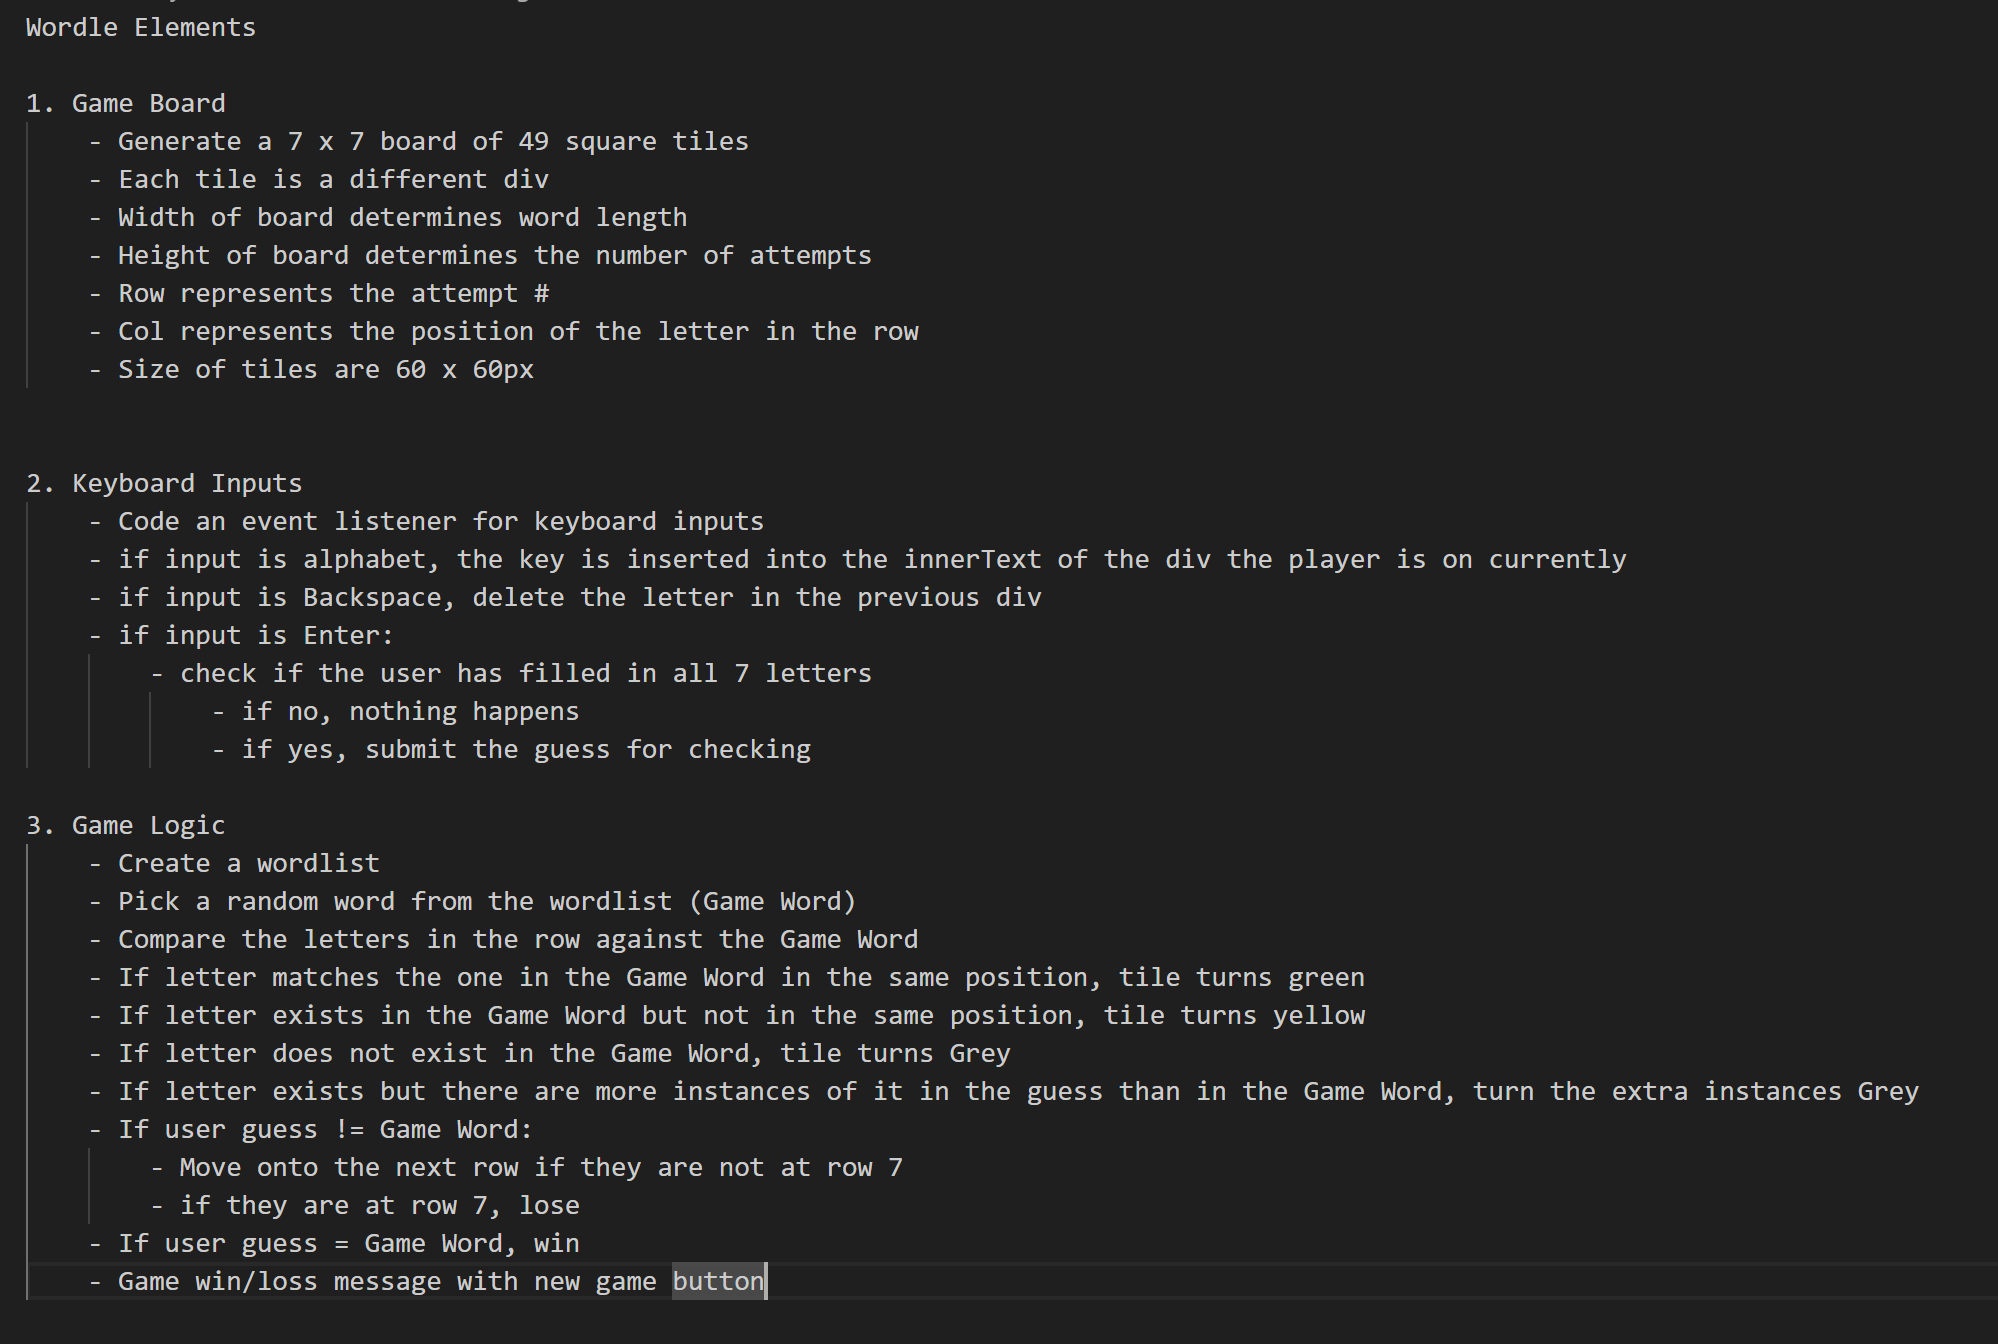 Wordle Elements
1. Game Board
- Generate a 7 x 7 board of 49 square tiles
- Each tile is a different div
- Width of board determines word length
- Height of board determines the number of attempts
- Row represents the attempt #
- Col represents the position of the letter in the row
- Size of tiles are 60 x 60px
2. Keyboard Inputs
- Code an event listener for keyboard inputs
- if input is alphabet, the key is inserted into the innerText of the div the player is on currently
- if input is Backspace, delete the letter in the previous div
- if input is Enter:
- check if the user has filled in all 7 letters
- if no, nothing happens
- if yes, submit the guess for checking
3. Game Logic
- Create a wordlist
- Pick a random word from the wordlist (Game Word)
- Compare the letters in the row against the Game Word
- If letter matches the one in the Game Word in the same position, tile turns green
- If letter exists in the Game Word but not in the same position, tile turns yellow
- If letter does not exist in the Game Word, tile turns Grey
- If letter exists but there are more instances of it in the guess than in the Game Word, turn the extra instances Grey
- If user guess != Game Word:
- Move onto the next row if they are not at row 7
- if they are at row 7, lose
- If user guess = Game Word, win
- Game win/loss message with new game button